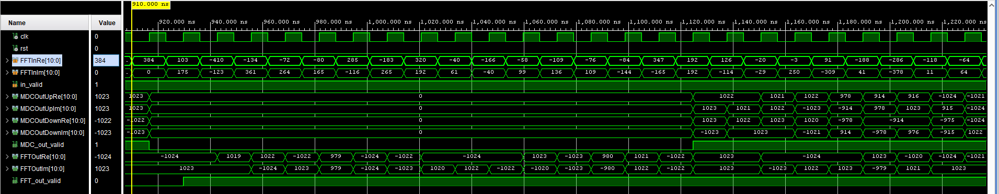 910.000 ns
Name Value 920.000 ns 940.000 ns 960.000 ns 980.000 ns 1,000.000 ns 1,020.000 ns 1,040.000 ns 1,060.000 ns 1,080.000 ns 1,100.000 ns 1,120.000 ns 1,140.000 ns 1,160.000 ns 1,180.000 ns 1,200.000 ns 1,220.000 ns
clk 0
rst 0
FFTInRe[10:0] 384 . 384 103 -410 -134 -72 -80 285 -183 320 -40 -166 -58 -109 -76 -84 347 192 126 -20 -3 91 -188 -286 -118 -64
FFTInIm[10:0] 0 . 0 175 -123 361 264 165 -116 265 192 61 -40 99 136 109 -144 -165 192 -114 -29 250 -309 41 -378 11 64
in_valid 1
MDCOutUpRe[10:0] 1023 1023 0 1022 1021 1022 978 914 916 -1024 -1021
MDCOutUpIm[10:0] 1023 1023 0 1023 1021 1022 -1023 -914 978 1023 915 -1024
MDCOutDownRe[10:0] -1022 -1022 0 1023 1022 1023 1020 -978 -914 -975 -1024
MDCOutDownIm[10:0] -1023 -1023 0 -1023 1023 -1021 914 -978 976 -915 1022
MDC_out_valid 1
FFTOutRe[10:0] -1024 -1024 1019 1022 -1022 979 -1024 -1022 -1024 1023 -1023 980 1021 -1022 1023 -1024 1023 -1020 -1024 -1021
FFTOutIm[10:0] 1023 1023 -1024 1023 979 -1024 -1023 1020 1022 -1022 -1020 -1023 -980 1022 -1022 1023 -1023 1022 1023 -979 1021 1023
FFT_out_valid 0